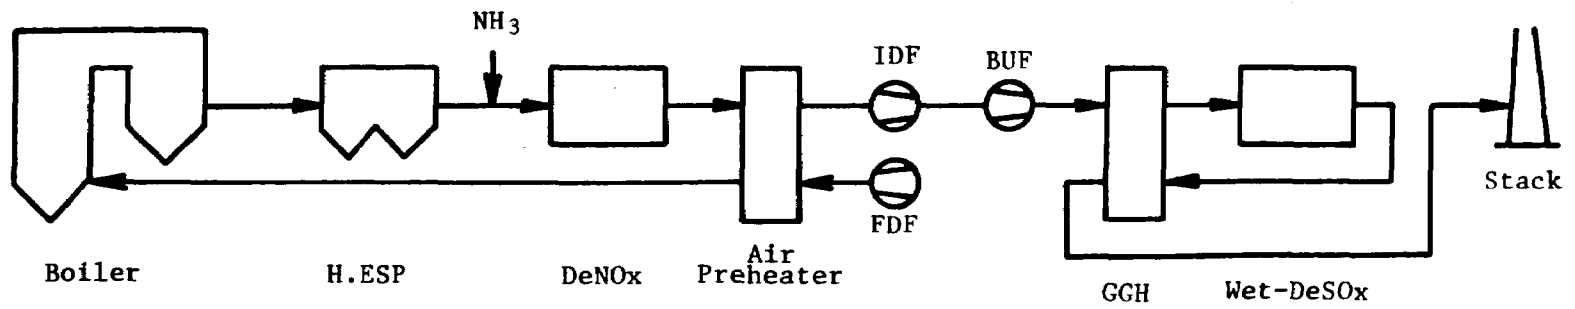 NH3
IDF
BUF
FDF
Stack
Boiler
H.ESP
DeNOx
Air
Preheater
GGH
Wet-DeSOx